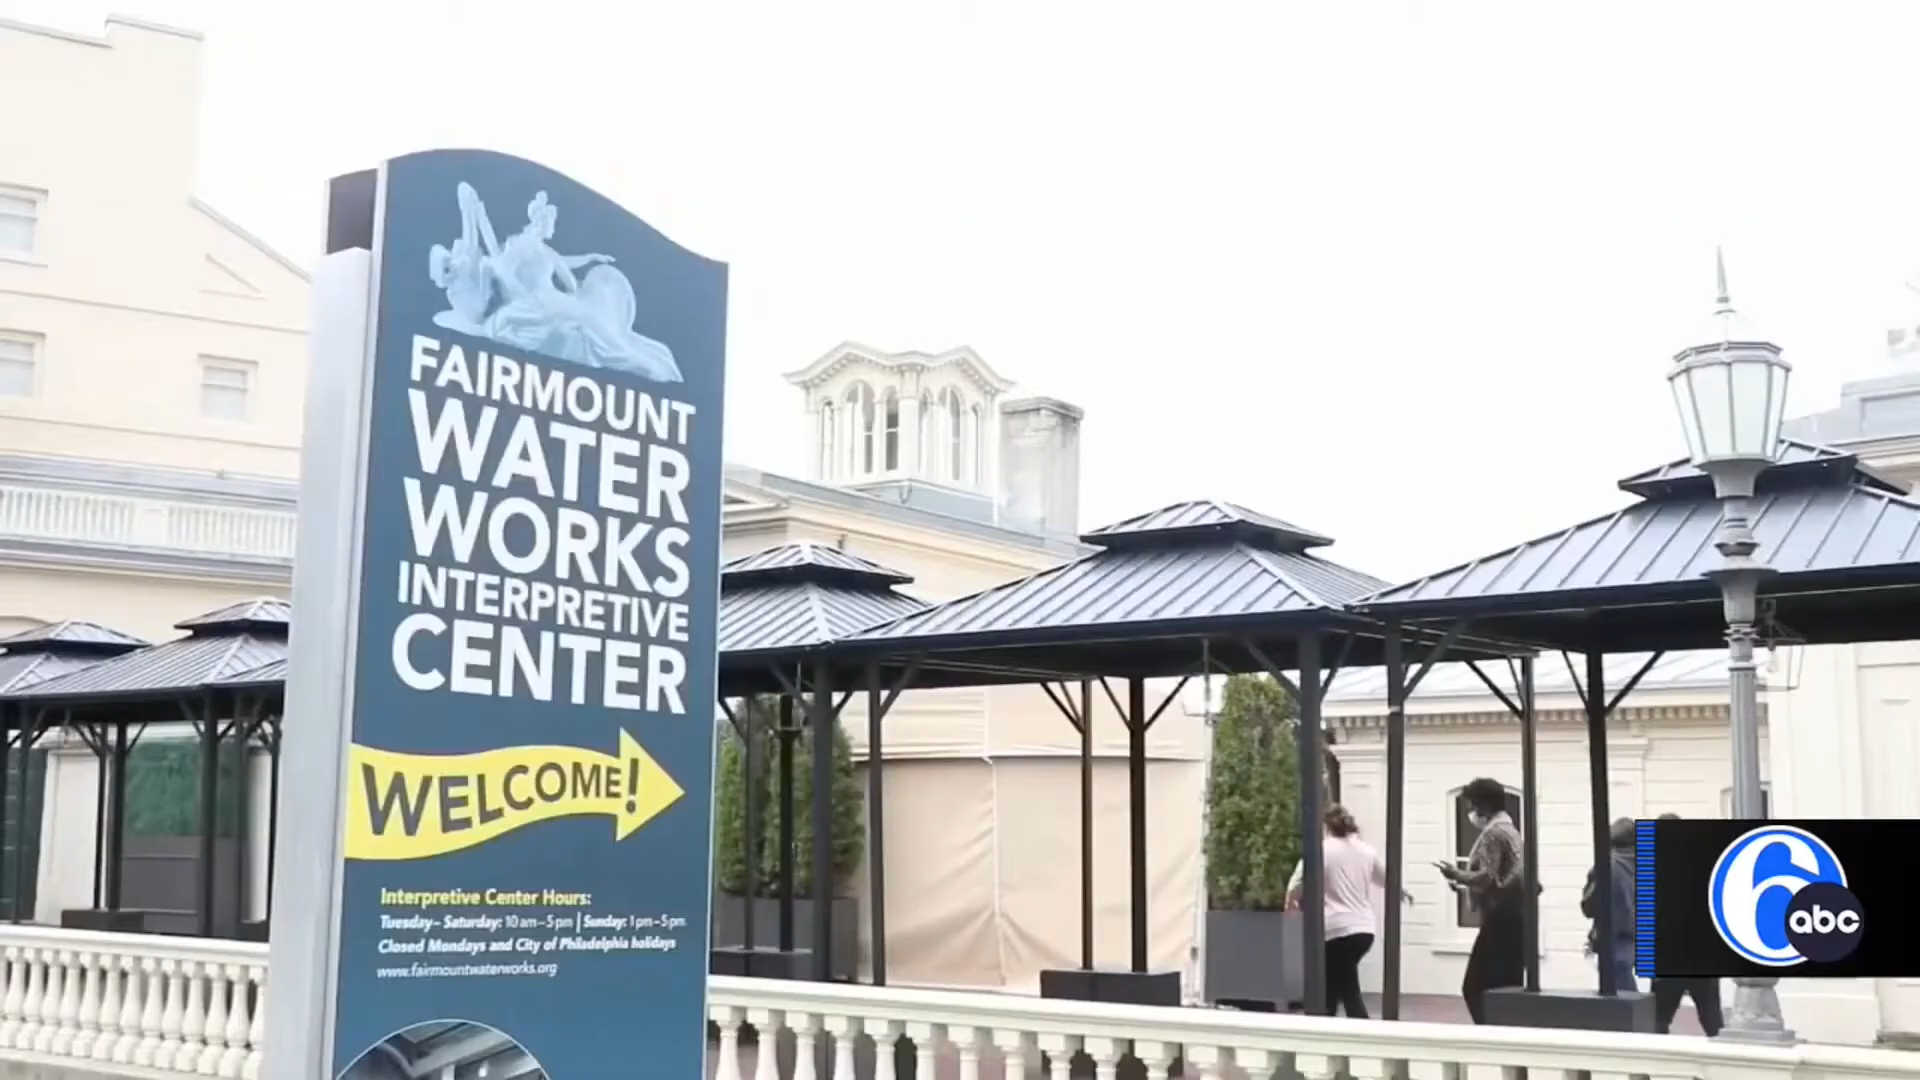 FAIRMOUNT
WATER
WORKS
INTERPRETIVE
CENTER
WELCOME!
Interpretive Center Hours:
Tuesday–Saturday: 10 am–5 pm | Sunday: 1 pm–5 pm
Closed Mondays and City of Philadelphia holidays
www.fairmountwaterworks.org
6
abc